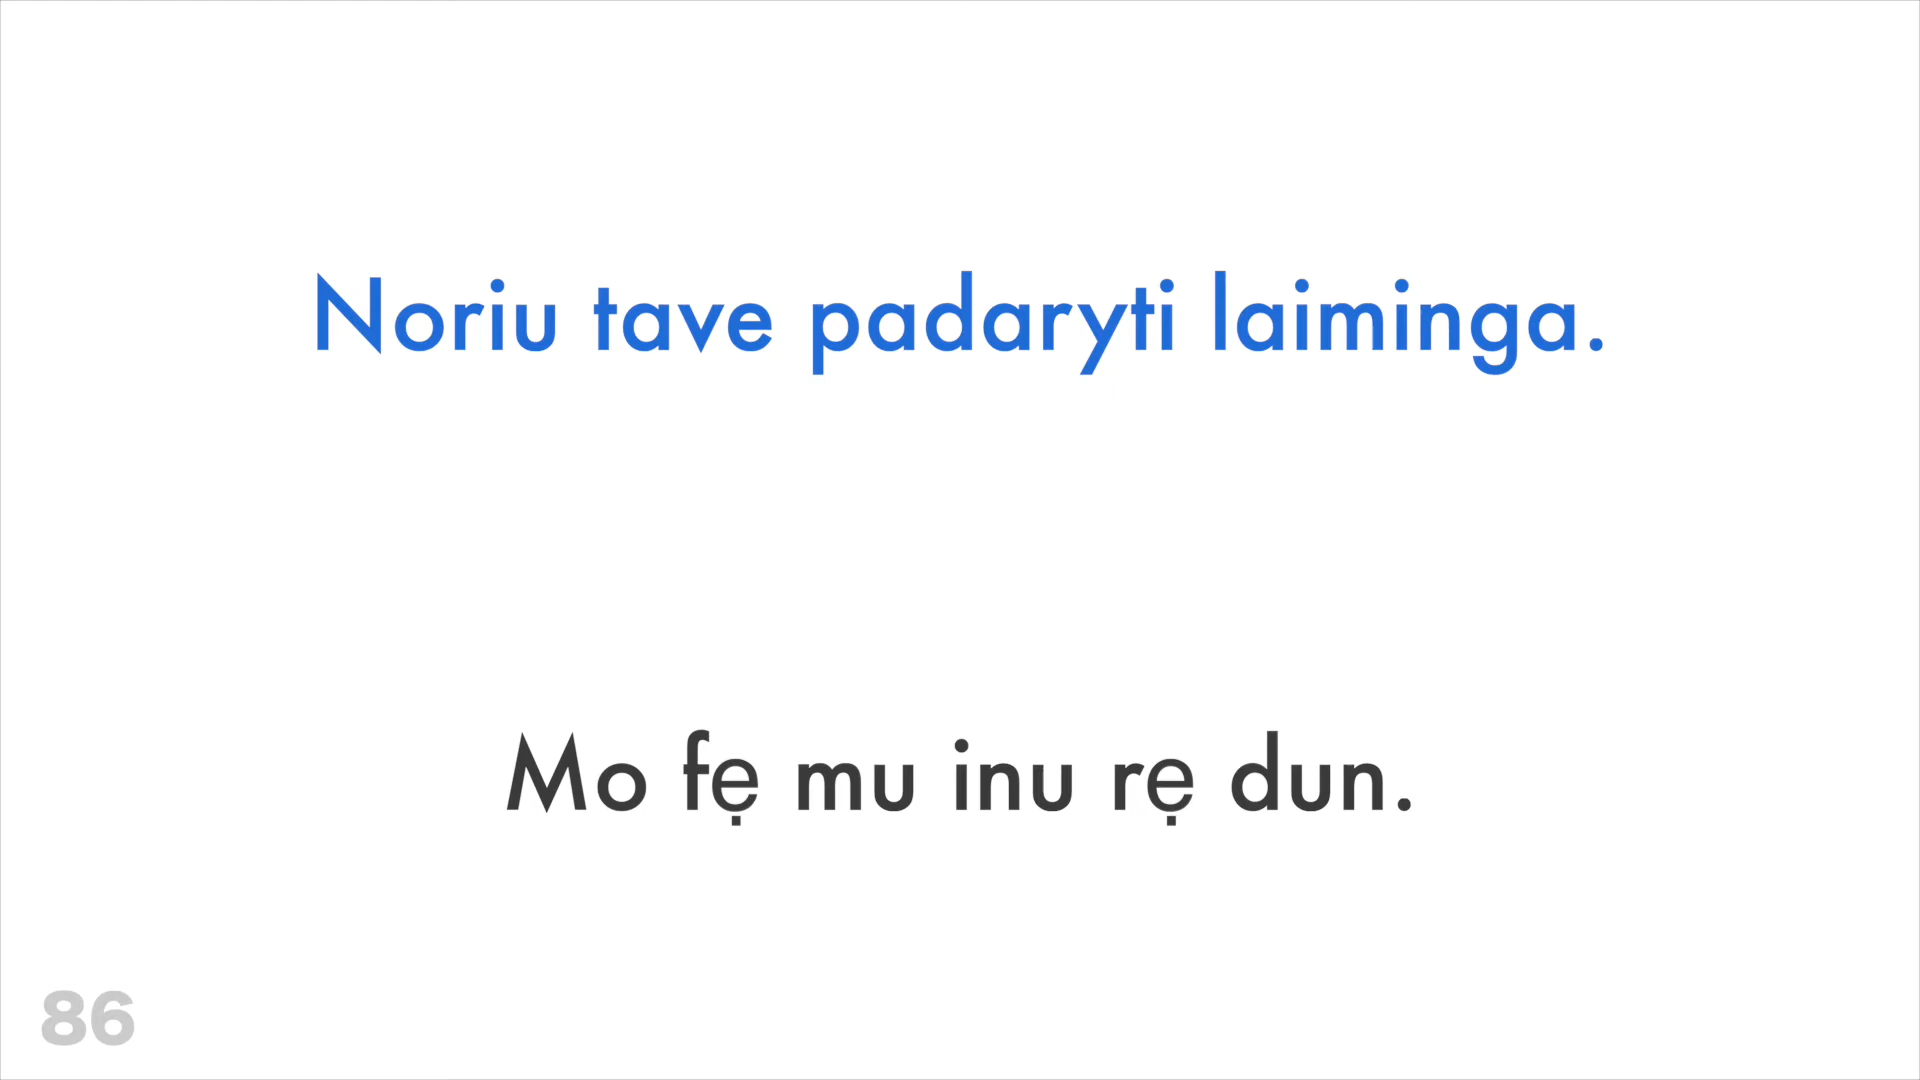 Noriu tave padaryti laiminga.
Mo fẹ mu inu rẹ dun.
86